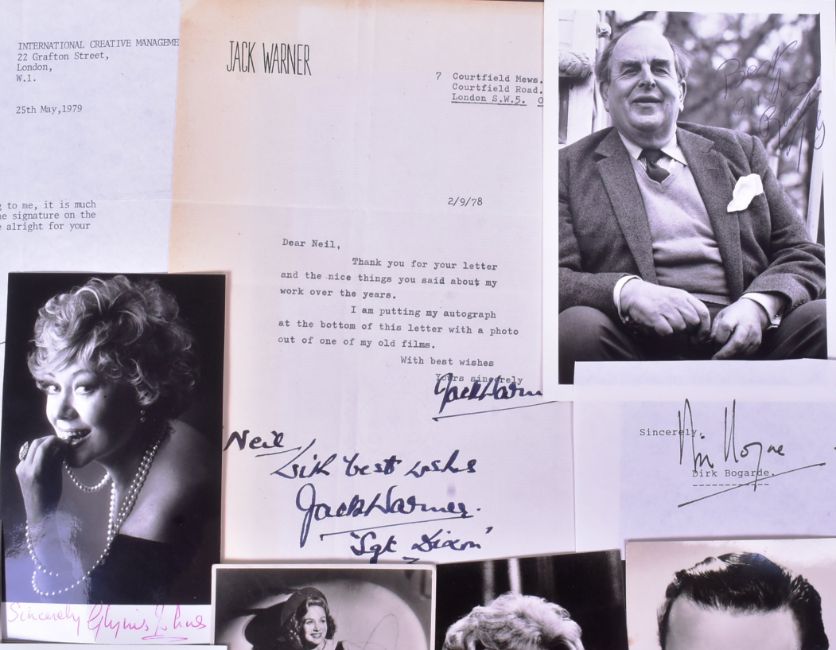 INTERNATIONAL CREATIVE MANAGEME
22 Grafton Street,
London,
W.1.
25th May,1979
to me, it is much
signature on the
alright for your
JACK WARNER
7 Courtfield Mews.
Courtfield Road.
London S.W.5.
2/9/78
Dear Neil,
Thank you for your letter
and the nice things you said about my
work over the years.
I am putting my autograph
at the bottom of this letter with a photo
out of one of my old films.
With best wishes
Yours sincerely
Jack Warn
Neil
With best wishes
Jack Warner.
"Sgt Dixon"
Best
Sincerely,
Dirk Bogarde.
Sincerely Glynis Johns